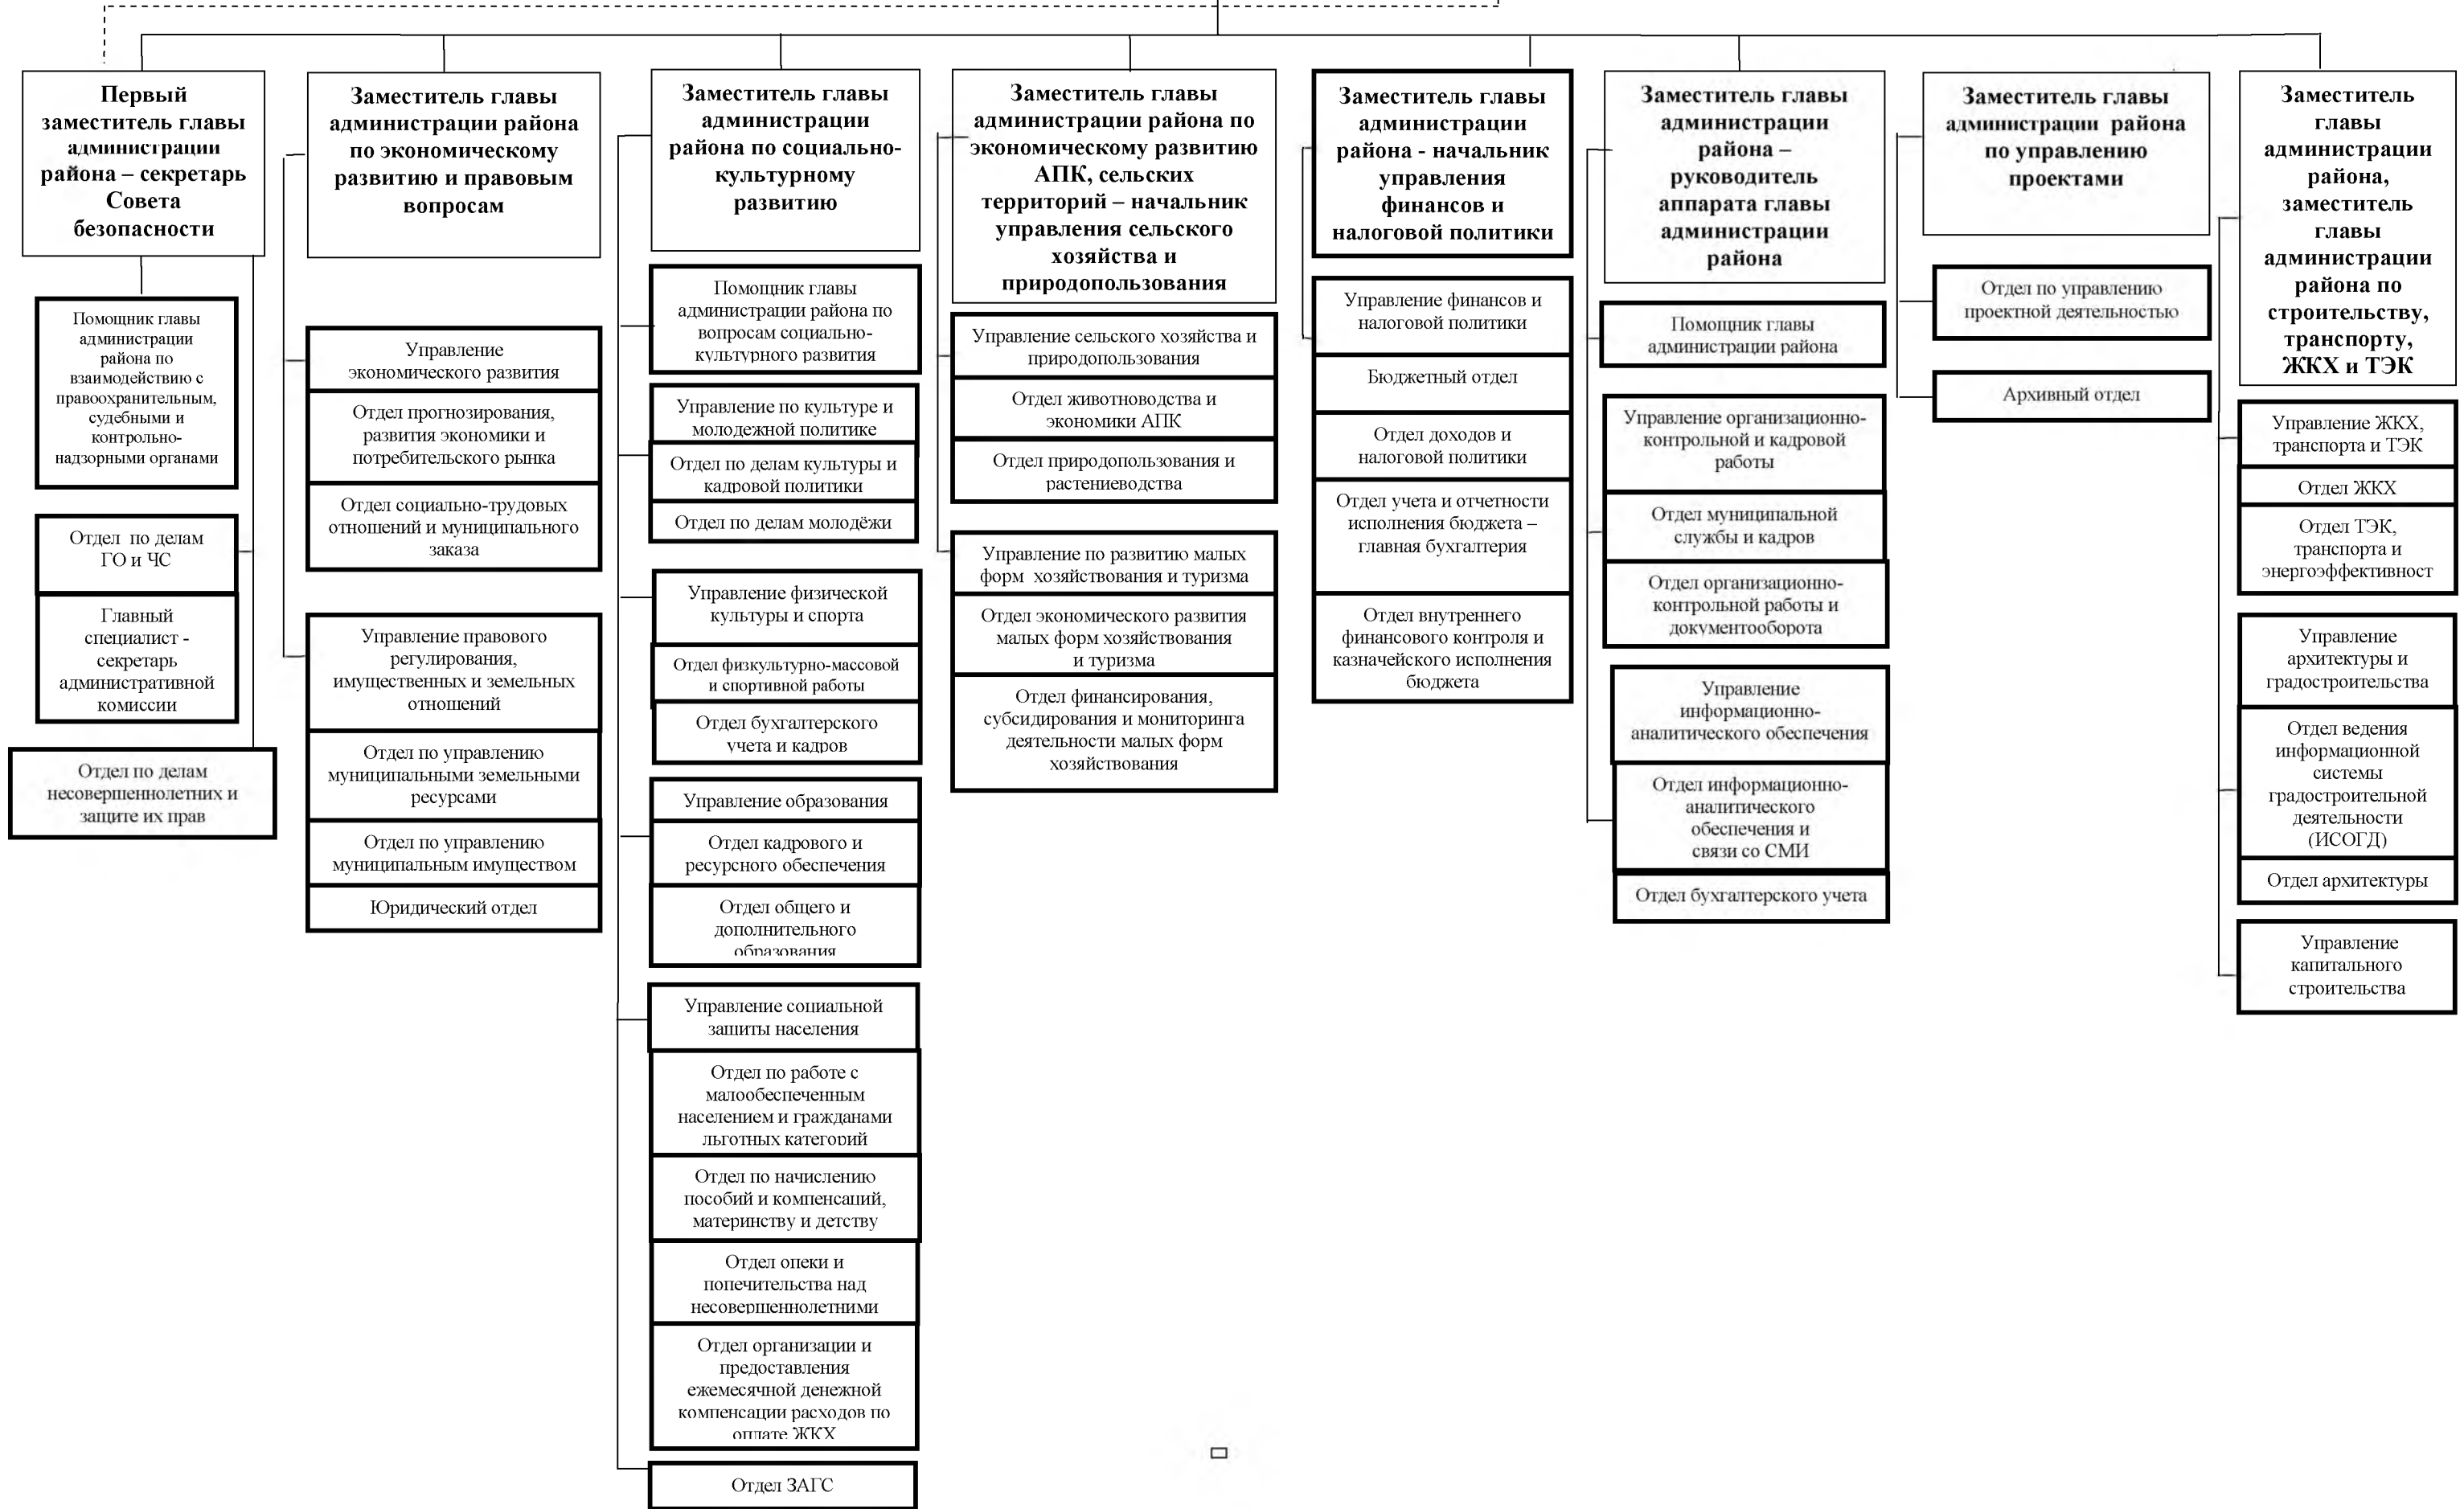 Первый
заместитель главы
администрации
района – секретарь
Совета
безопасности
Помощник главы
администрации
района по
взаимодействию с
правоохранительным,
судебными и
контрольно-
надзорными органами
Отдел по делам
ГО и ЧС
Главный
специалист -
секретарь
административной
комиссии
Отдел по делам
несовершеннолетних и
защите их прав
Заместитель главы
администрации района
по экономическому
развитию и правовым
вопросам
Управление
экономического развития
Отдел прогнозирования,
развития экономики и
потребительского рынка
Отдел социально-трудовых
отношений и муниципального
заказа
Управление правового
регулирования,
имущественных и земельных
отношений
Отдел по управлению
муниципальными земельными
ресурсами
Отдел по управлению
муниципальным имуществом
Юридический отдел
Заместитель главы
администрации
района по социально-
культурному
развитию
Помощник главы
администрации района по
вопросам социально-
культурного развития
Управление по культуре и
молодежной политике
Отдел по делам культуры и
кадровой политики
Отдел по делам молодёжи
Управление физической
культуры и спорта
Отдел физкультурно-массовой
и спортивной работы
Отдел бухгалтерского
учета и кадров
Управление образования
Отдел кадрового и
ресурсного обеспечения
Отдел общего и
дополнительного
образования
Управление социальной
защиты населения
Отдел по работе с
малообеспеченным
населением и гражданами
льготных категорий
Отдел по начислению
пособий и компенсаций,
материнству и детству
Отдел опеки и
попечительства над
несовершеннолетними
Отдел организации и
предоставления
ежемесячной денежной
компенсации расходов по
оплате ЖКХ
Отдел ЗАГС
Заместитель главы
администрации района по
экономическому развитию
АПК, сельских
территорий – начальник
управления сельского
хозяйства и
природопользования
Управление сельского хозяйства и
природопользования
Отдел животноводства и
экономики АПК
Отдел природопользования и
растениеводства
Управление по развитию малых
форм хозяйствования и туризма
Отдел экономического развития
малых форм хозяйствования
и туризма
Отдел финансирования,
субсидирования и мониторинга
деятельности малых форм
хозяйствования
Заместитель главы
администрации
района - начальник
управления
финансов и
налоговой политики
Управление финансов и
налоговой политики
Бюджетный отдел
Отдел доходов и
налоговой политики
Отдел учета и отчетности
исполнения бюджета –
главная бухгалтерия
Отдел внутреннего
финансового контроля и
казначейского исполнения
бюджета
Заместитель главы
администрации
района –
руководитель
аппарата главы
администрации
района
Помощник главы
администрации района
Управление организационно-
контрольной и кадровой
работы
Отдел муниципальной
службы и кадров
Отдел организационно-
контрольной работы и
документооборота
Управление
информационно-
аналитического обеспечения
Отдел информационно-
аналитического
обеспечения и
связи со СМИ
Отдел бухгалтерского учета
Заместитель главы
администрации района
по управлению
проектами
Отдел по управлению
проектной деятельностью
Архивный отдел
Заместитель
главы
администрации
района,
заместитель
главы
администрации
района по
строительству,
транспорту,
ЖКХ и ТЭК
Управление ЖКХ,
транспорта и ТЭК
Отдел ЖКХ
Отдел ТЭК,
транспорта и
энергоэффективност
Управление
архитектуры и
градостроительства
Отдел ведения
информационной
системы
градостроительной
деятельности
(ИСОГД)
Отдел архитектуры
Управление
капитального
строительства